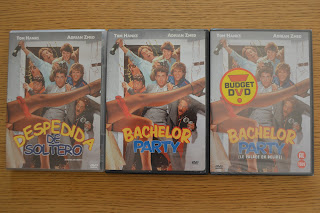 TOM HANKS ADRIAN ZMED
DESPEDIDA
DE
SOLTERO
TOM HANKS ADRIAN ZMED
BACHELOR
PARTY
DVD
TOM HANKS ADRIAN ZMED
BUDGET
DVD
BACHELOR
PARTY